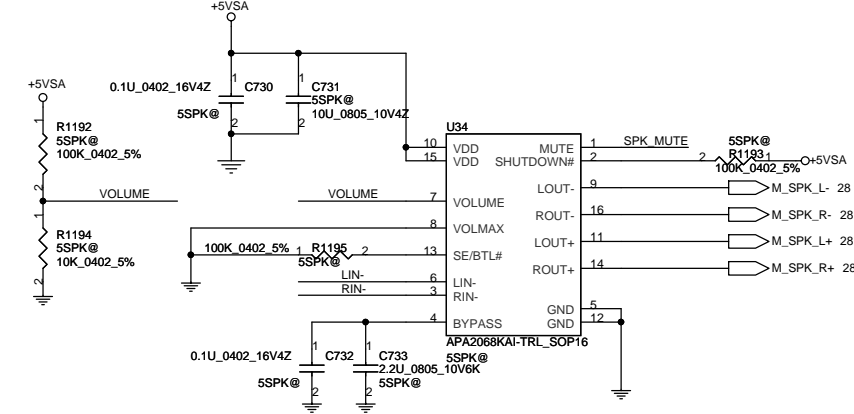 +5VSA
+5VSA
0.1U_0402_16V4Z
1
C730
5SPK@
2
1
C731
5SPK@
10U_0805_10V4Z
2
1
R1192
5SPK@
100K_0402_5%
2
VOLUME
1
R1194
5SPK@
10K_0402_5%
2
U34
10 VDD
15 VDD
VOLUME 7 VOLUME
8 VOLMAX
100K_0402_5% 1 R1195 2 13 SE/BTL#
5SPK@
LIN- 6 LIN-
RIN- 3 RIN-
4 BYPASS
MUTE 1 SPK_MUTE
SHUTDOWN# 2
5SPK@
2 R1193 1 +5VSA
100K_0402_5%
LOUT- 9 M_SPK_L- 28
ROUT- 16 M_SPK_R- 28
LOUT+ 11 M_SPK_L+ 28
ROUT+ 14 M_SPK_R+ 28
GND 5
GND 12
APA2068KAI-TRL_SOP16
5SPK@
0.1U_0402_16V4Z
1
C732
5SPK@
2
1
C733
2.2U_0805_10V6K
5SPK@
2